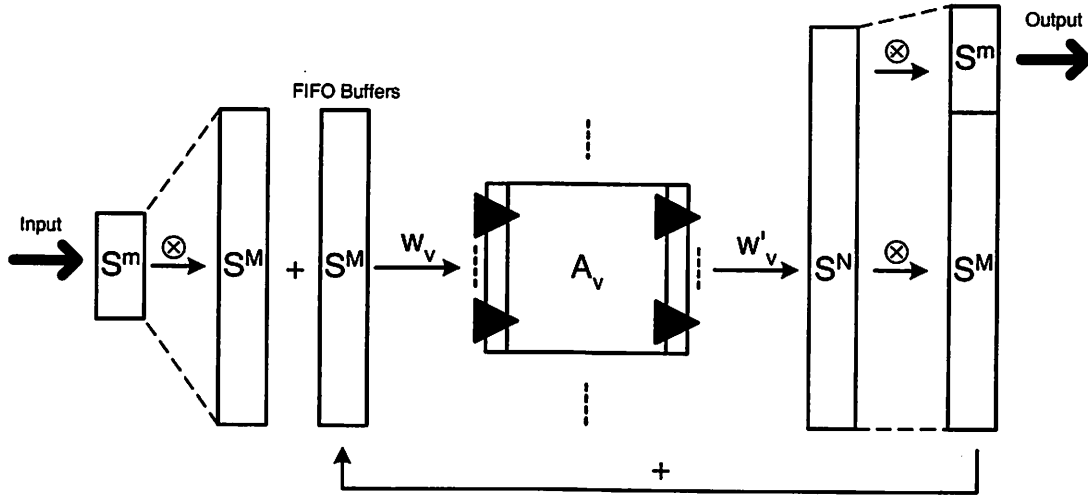 Input
S^m
⊗
S^M
+
FIFO Buffers
S^M
W_v
A_v
W'_v
S^N
⊗
⊗
S^m
S^M
Output
+